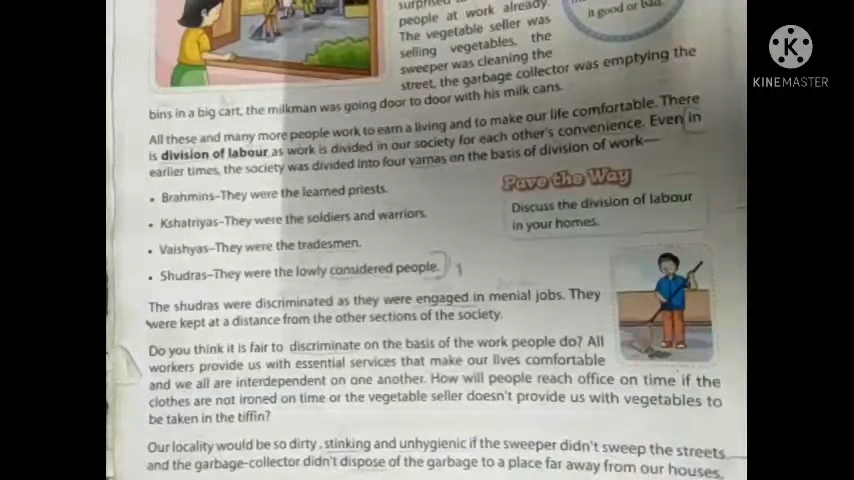 surprised
people at work already.
The vegetable seller was
selling vegetables, the
sweeper was cleaning the
street, the garbage collector was emptying the
bins in a big cart, the milkman was going door to door with his milk cans.
it good or bad.
KINEMASTER
All these and many more people work to earn a living and to make our life comfortable. There
is division of labour as work is divided in our society for each other's convenience. Even in
earlier times, the society was divided into four varnas on the basis of division of work—
• Brahmins–They were the learned priests.
• Kshatriyas–They were the soldiers and warriors.
• Vaishyas–They were the tradesmen.
• Shudras–They were the lowly considered people.
Pave the Way
Discuss the division of labour
in your homes.
The shudras were discriminated as they were engaged in menial jobs. They
were kept at a distance from the other sections of the society.
Do you think it is fair to discriminate on the basis of the work people do? All
workers provide us with essential services that make our lives comfortable
and we all are interdependent on one another. How will people reach office on time if the
clothes are not ironed on time or the vegetable seller doesn't provide us with vegetables to
be taken in the tiffin?
Our locality would be so dirty, stinking and unhygienic if the sweeper didn't sweep the streets
and the garbage-collector didn't dispose of the garbage to a place far away from our houses.